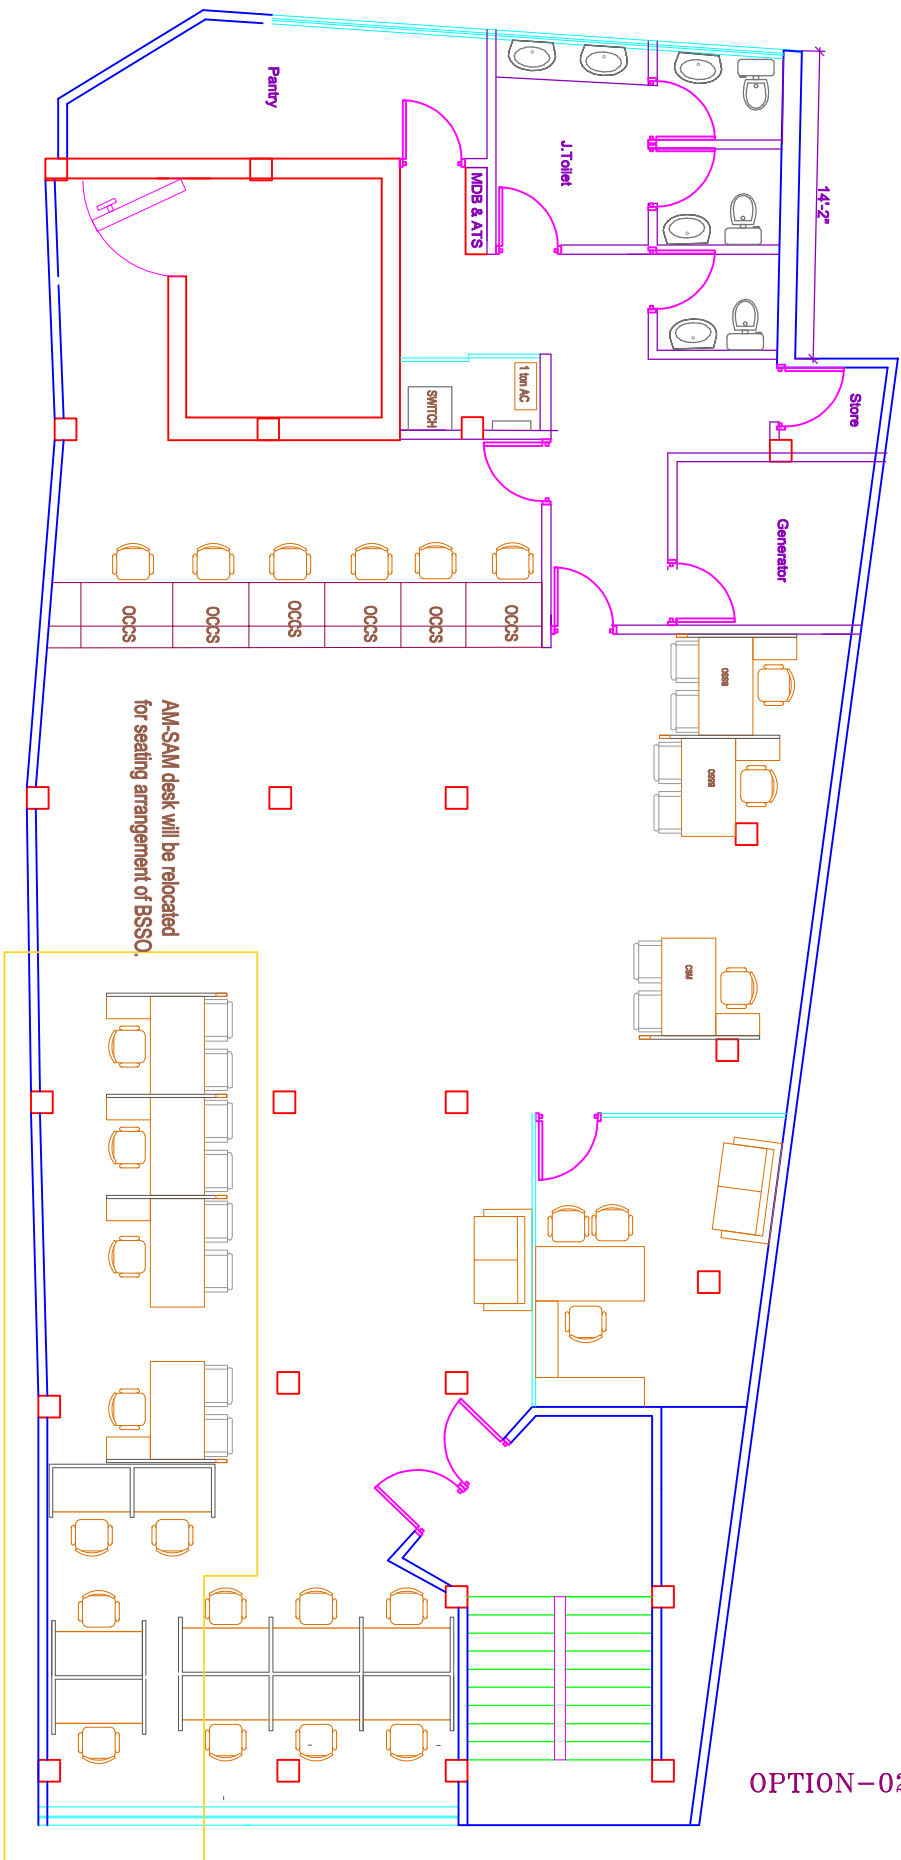 Pantry
J.Toilet
14'-2"
MDB & ATS
1 ton AC
SWITCH
Store
Generator
OCCS
OCCS
OCCS
OCCS
OCCS
OCCS
BSSO
BSSO
AM-SAM desk will be relocated
for seating arrangement of BSSO.
CSM
OPTION-02